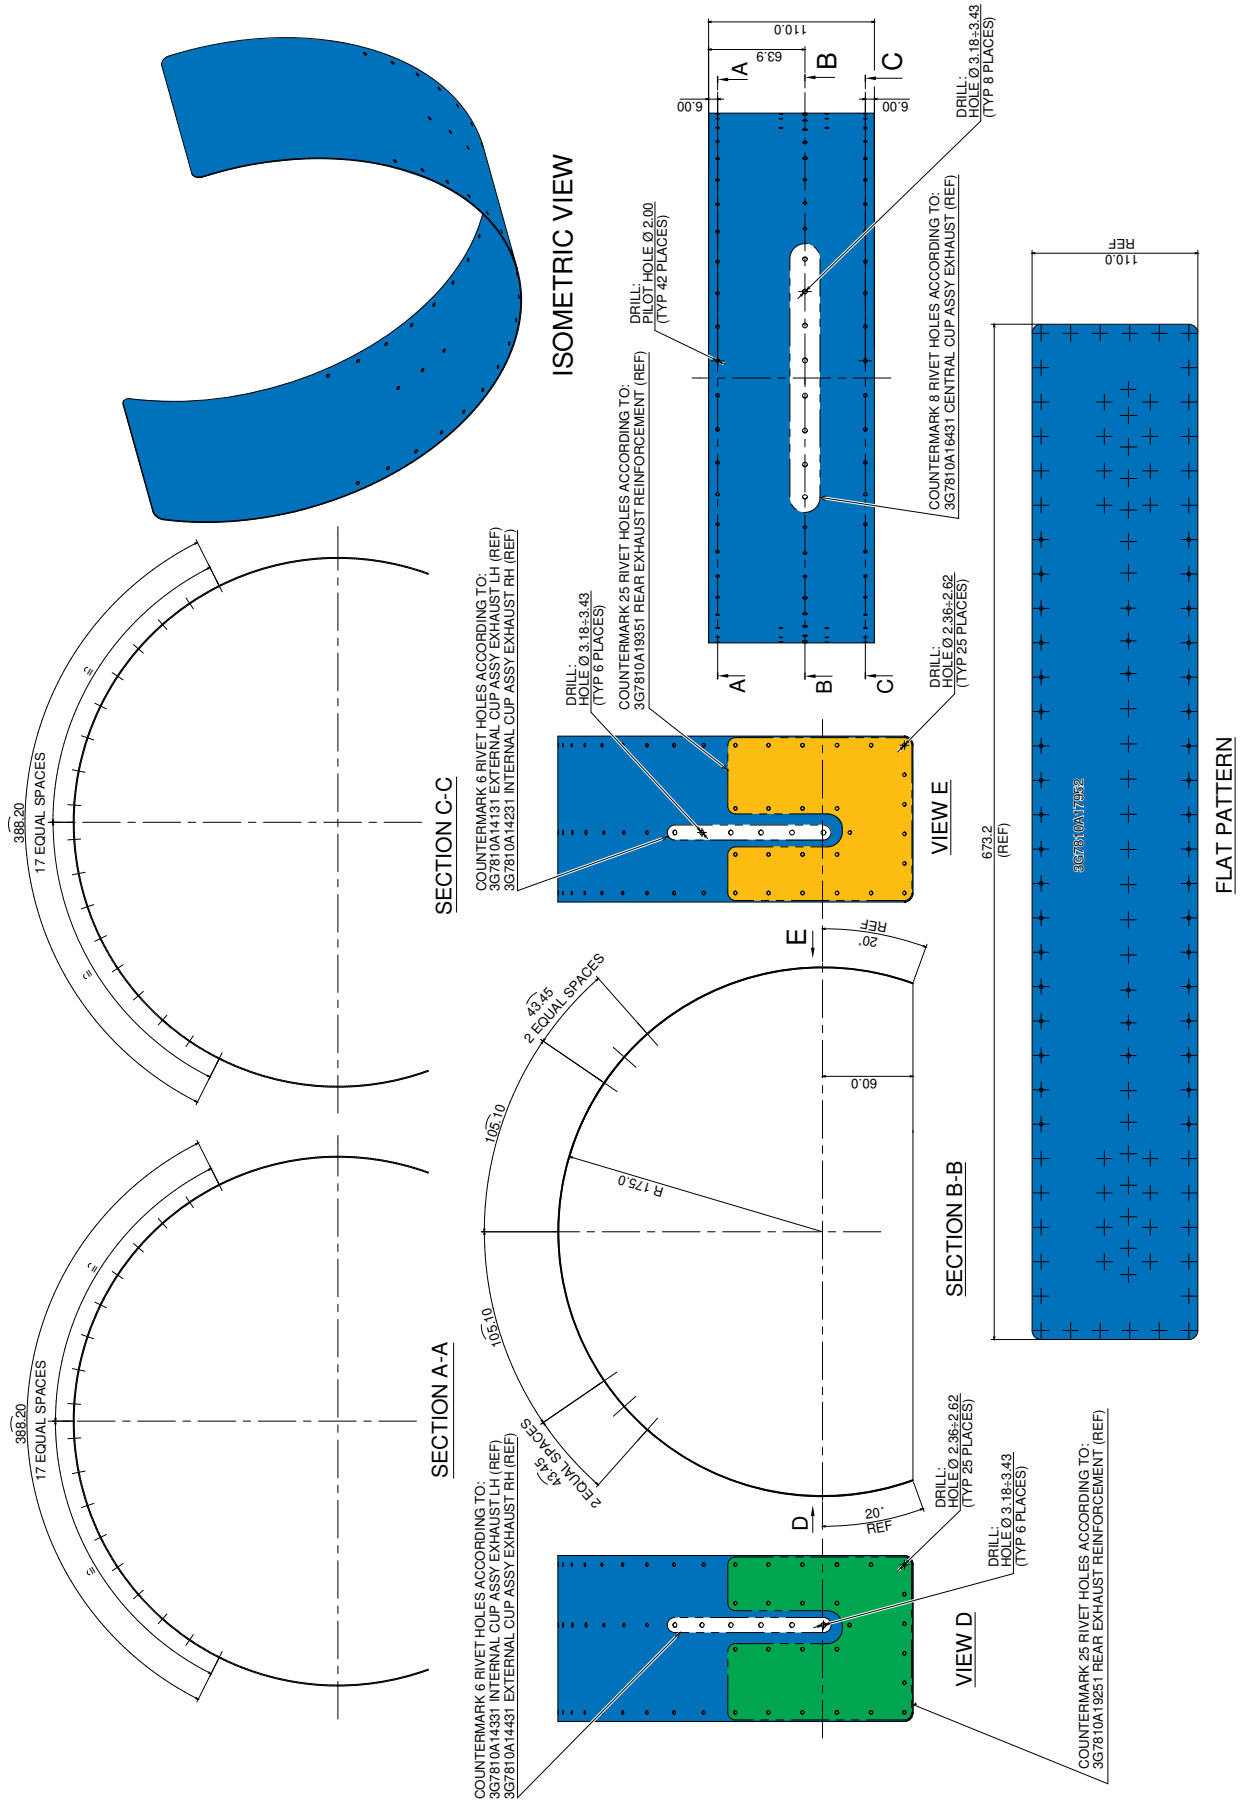 388.20
17 EQUAL SPACES
SECTION A-A
388.20
17 EQUAL SPACES
SECTION C-C
ISOMETRIC VIEW
COUNTERMARK 6 RIVET HOLES ACCORDING TO:
3G7810A14331 INTERNAL CUP ASSY EXHAUST LH (REF)
3G7810A14431 EXTERNAL CUP ASSY EXHAUST RH (REF)
VIEW D
DRILL:
HOLE Ø 2.36÷2.62
(TYP 25 PLACES)
DRILL:
HOLE Ø 3.18÷3.43
(TYP 6 PLACES)
COUNTERMARK 25 RIVET HOLES ACCORDING TO:
3G7810A19251 REAR EXHAUST REINFORCEMENT (REF)
43.45
2 EQUAL SPACES
105.10
105.10
43.45
2 EQUAL SPACES
R 175.0
60.0
20°
REF
20°
REF
D
E
SECTION B-B
COUNTERMARK 6 RIVET HOLES ACCORDING TO:
3G7810A14131 EXTERNAL CUP ASSY EXHAUST LH (REF)
3G7810A14231 INTERNAL CUP ASSY EXHAUST RH (REF)
DRILL:
HOLE Ø 3.18÷3.43
(TYP 6 PLACES)
COUNTERMARK 25 RIVET HOLES ACCORDING TO:
3G7810A19351 REAR EXHAUST REINFORCEMENT (REF)
VIEW E
DRILL:
HOLE Ø 2.36÷2.62
(TYP 25 PLACES)
DRILL:
PILOT HOLE Ø 2.00
(TYP 42 PLACES)
A
B
C
A
B
C
6.00
63.9
110.0
6.00
DRILL:
HOLE Ø 3.18÷3.43
(TYP 8 PLACES)
COUNTERMARK 8 RIVET HOLES ACCORDING TO:
3G7810A16431 CENTRAL CUP ASSY EXHAUST (REF)
673.2
(REF)
110.0
REF
3G7810A17952
FLAT PATTERN